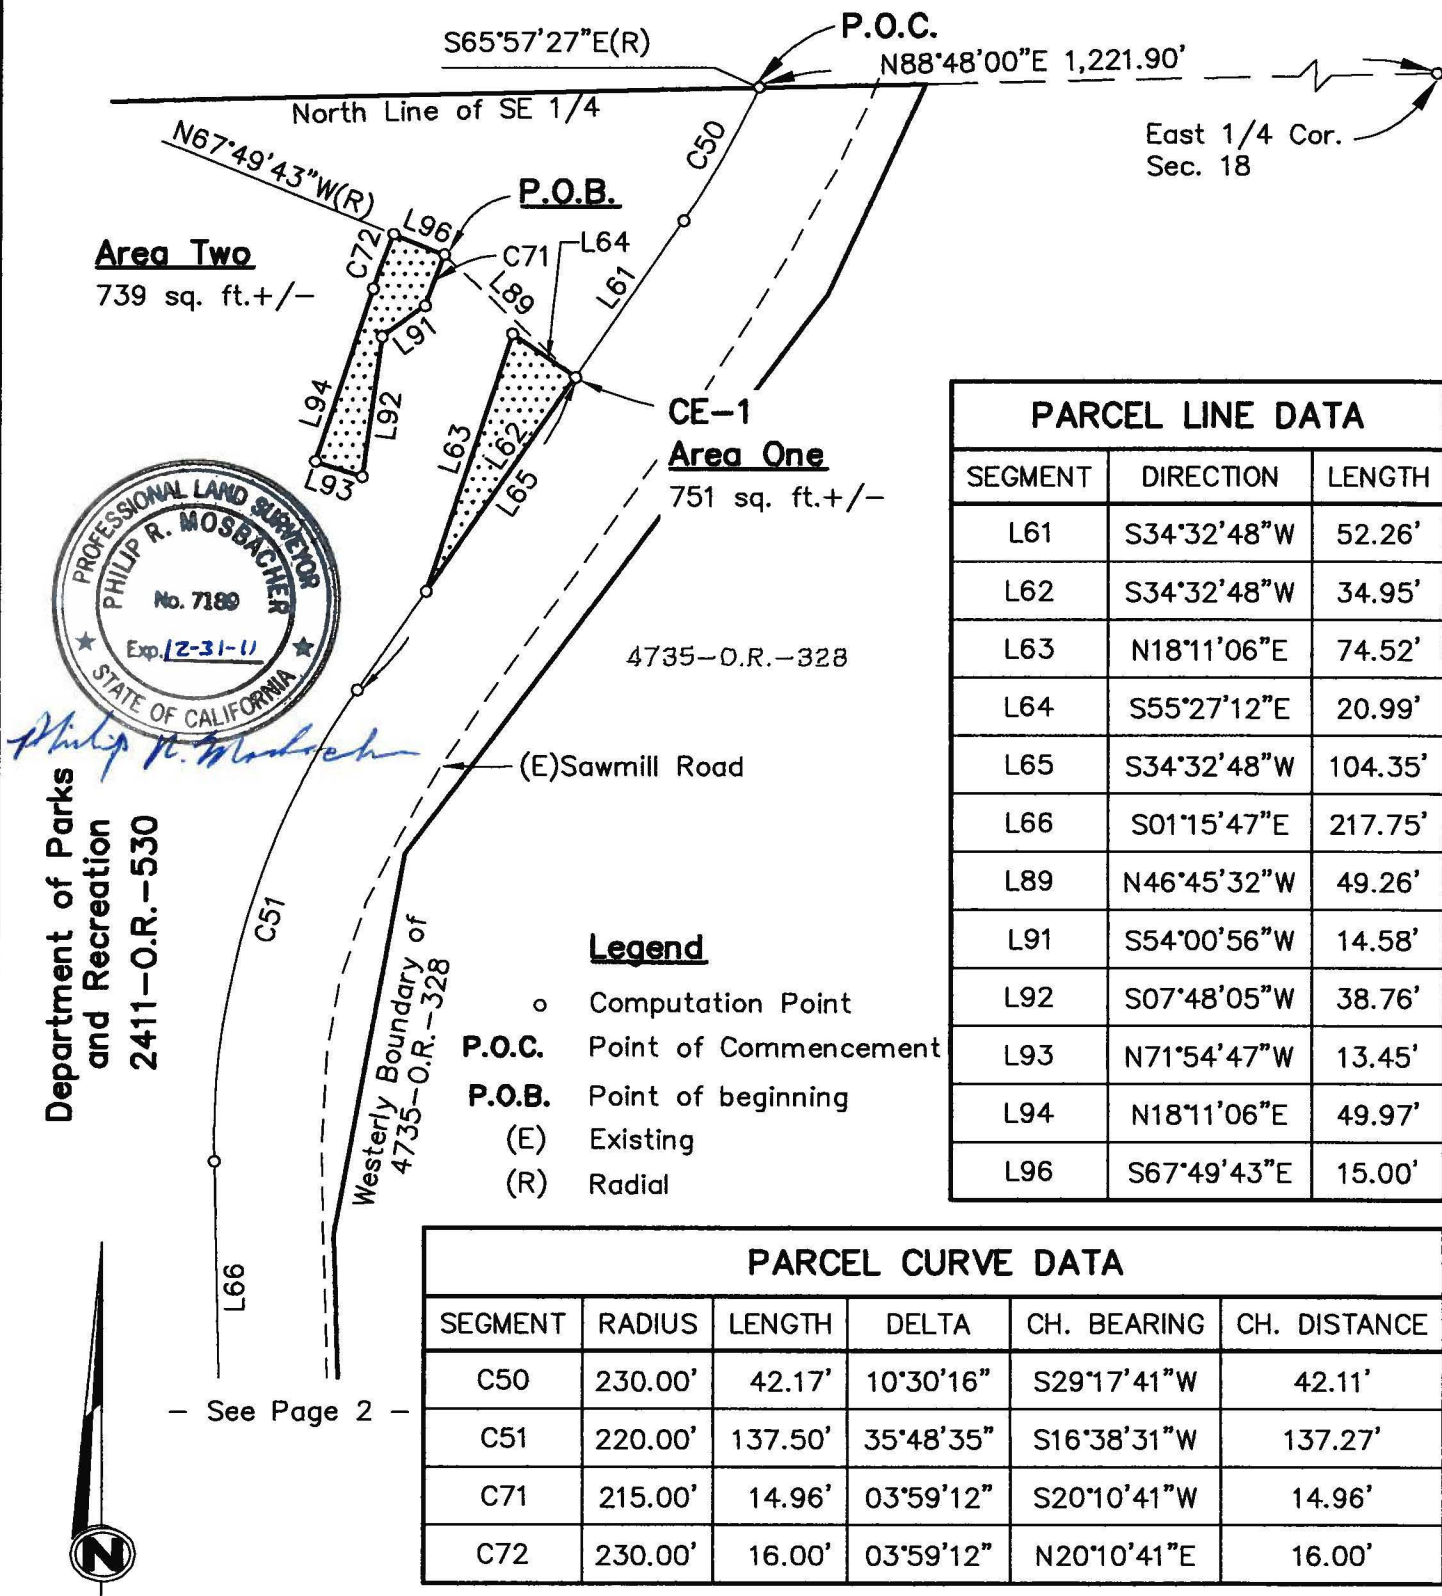 P.O.C.
S65°57'27"E(R)
N88°48'00"E 1,221.90'
North Line of SE 1/4
East 1/4 Cor.
Sec. 18
C50
N67°49'43"W(R)
P.O.B.
L96
C72
C71
L64
Area Two
739 sq. ft.+/-
L89
L61
L91
L94
L92
L93
L63
L62
L65
CE-1
Area One
751 sq. ft.+/-
PROFESSIONAL LAND SURVEYOR
PHILIP R. MOSBACHER
No. 7189
Exp. 12-31-11
STATE OF CALIFORNIA
Philip R. Mosbacher
4735-O.R.-328
(E)Sawmill Road
Department of Parks
and Recreation
2411-O.R.-530
C51
Westerly Boundary of
4735-O.R.-328
L66
- See Page 2 -
N
Legend
o Computation Point
P.O.C. Point of Commencement
P.O.B. Point of beginning
(E) Existing
(R) Radial
PARCEL LINE DATA
SEGMENT DIRECTION LENGTH
L61 S34°32'48"W 52.26'
L62 S34°32'48"W 34.95'
L63 N18°11'06"E 74.52'
L64 S55°27'12"E 20.99'
L65 S34°32'48"W 104.35'
L66 S01°15'47"E 217.75'
L89 N46°45'32"W 49.26'
L91 S54°00'56"W 14.58'
L92 S07°48'05"W 38.76'
L93 N71°54'47"W 13.45'
L94 N18°11'06"E 49.97'
L96 S67°49'43"E 15.00'
PARCEL CURVE DATA
SEGMENT RADIUS LENGTH DELTA CH. BEARING CH. DISTANCE
C50 230.00' 42.17' 10°30'16" S29°17'41"W 42.11'
C51 220.00' 137.50' 35°48'35" S16°38'31"W 137.27'
C71 215.00' 14.96' 03°59'12" S20°10'41"W 14.96'
C72 230.00' 16.00' 03°59'12" N20°10'41"E 16.00'